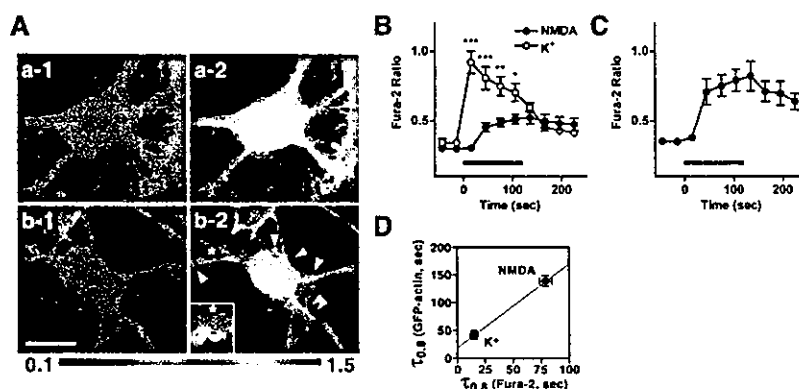 A
a-1
a-2
b-1
b-2
0.1
1.5
B
NMDA
K+
*** *** ** *
Fura-2 Ratio
1.0
0.5
0
100
200
Time (sec)
C
Fura-2 Ratio
1.0
0.5
0
100
200
Time (sec)
D
τ0.8 (GFP-actin, sec)
200
150
100
50
0
NMDA
K+
0
25
50
75
100
τ0.8 (Fura-2, sec)